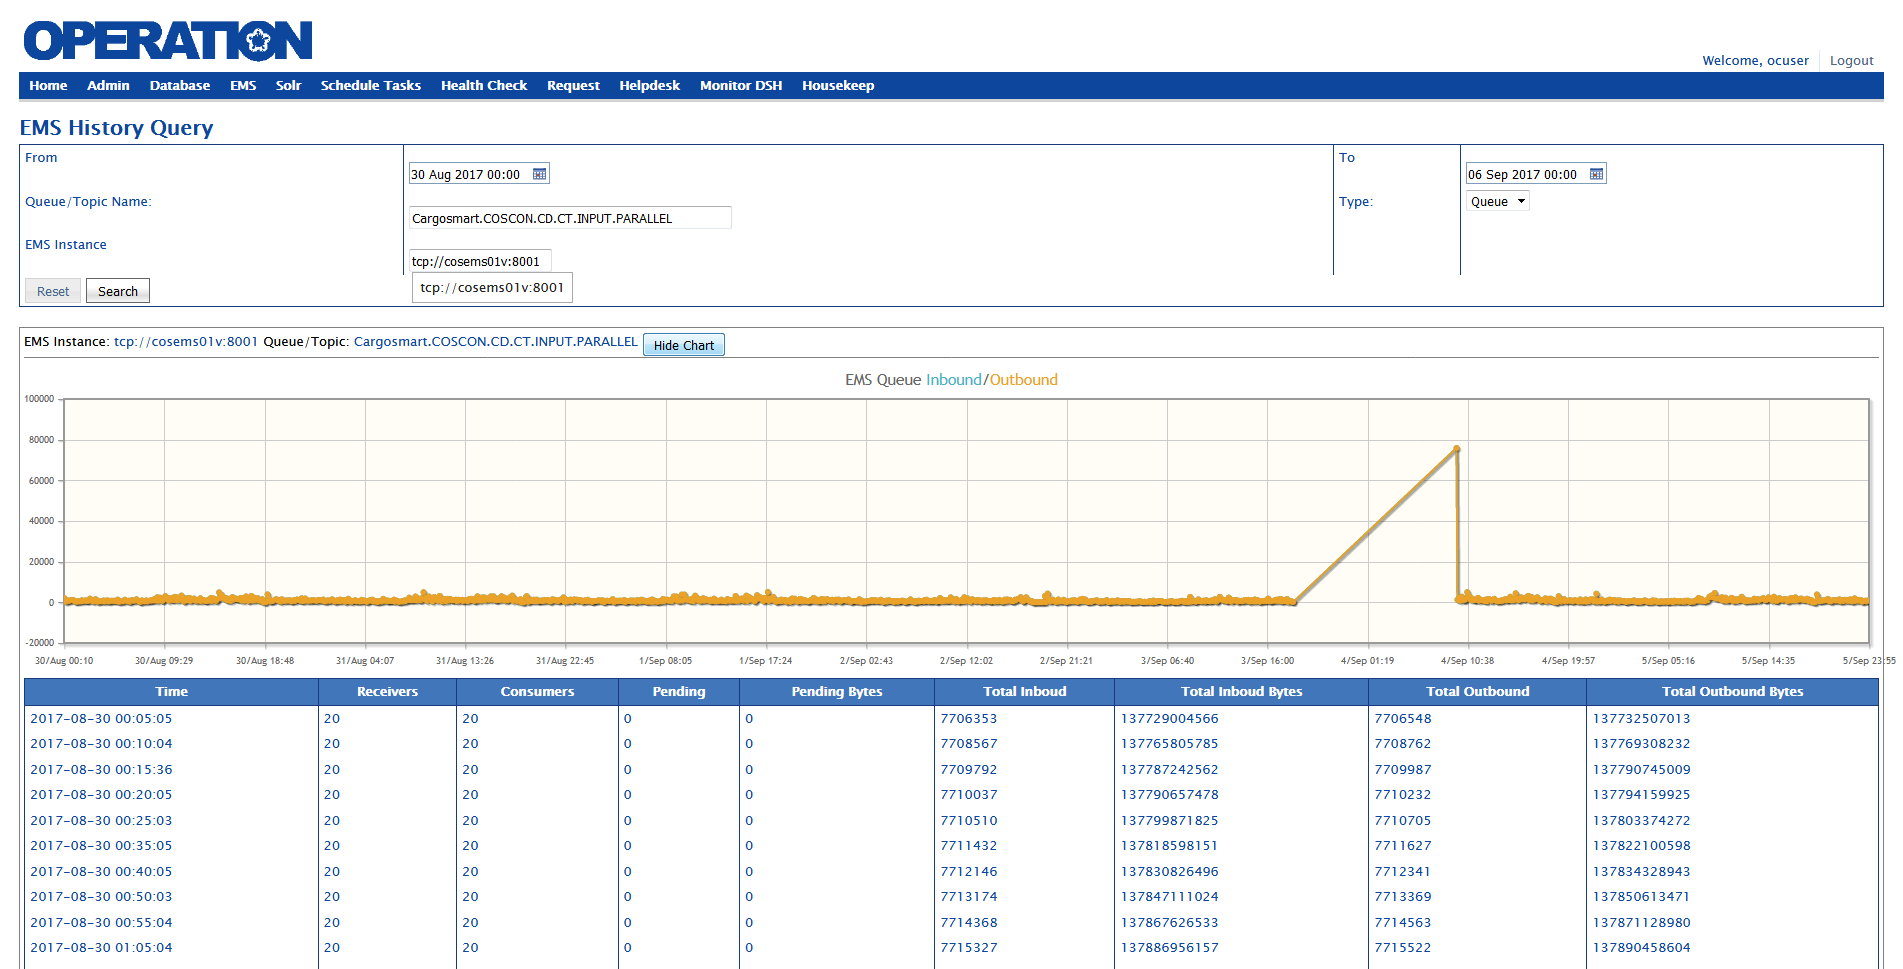 OPERATION
Welcome, ocuser Logout
Home Admin Database EMS Solr Schedule Tasks Health Check Request Helpdesk Monitor DSH Housekeep
EMS History Query
From 30 Aug 2017 00:00 To 06 Sep 2017 00:00
Queue/Topic Name: Cargosmart.COSCON.CD.CT.INPUT.PARALLEL Type: Queue
EMS Instance tcp://cosems01v:8001
tcp://cosems01v:8001
Reset Search
EMS Instance: tcp://cosems01v:8001 Queue/Topic: Cargosmart.COSCON.CD.CT.INPUT.PARALLEL Hide Chart
EMS Queue Inbound/Outbound
100000
80000
60000
40000
20000
0
-20000
30/Aug 00:10 30/Aug 09:29 30/Aug 18:48 31/Aug 04:07 31/Aug 13:26 31/Aug 22:45 1/Sep 08:05 1/Sep 17:24 2/Sep 02:43 2/Sep 12:02 2/Sep 21:21 3/Sep 06:40 3/Sep 16:00 4/Sep 01:19 4/Sep 10:38 4/Sep 19:57 5/Sep 05:16 5/Sep 14:35 5/Sep 23:55
Time Receivers Consumers Pending Pending Bytes Total Inboud Total Inboud Bytes Total Outbound Total Outbound Bytes
2017-08-30 00:05:05 20 20 0 0 7706353 137729004566 7706548 137732507013
2017-08-30 00:10:04 20 20 0 0 7708567 137765805785 7708762 137769308232
2017-08-30 00:15:36 20 20 0 0 7709792 137787242562 7709987 137790745009
2017-08-30 00:20:05 20 20 0 0 7710037 137790657478 7710232 137794159925
2017-08-30 00:25:03 20 20 0 0 7710510 137799871825 7710705 137803374272
2017-08-30 00:35:05 20 20 0 0 7711432 137818598151 7711627 137822100598
2017-08-30 00:40:05 20 20 0 0 7712146 137830826496 7712341 137834328943
2017-08-30 00:50:03 20 20 0 0 7713174 137847111024 7713369 137850613471
2017-08-30 00:55:04 20 20 0 0 7714368 137867626533 7714563 137871128980
2017-08-30 01:05:04 20 20 0 0 7715327 137886956157 7715522 137890458604